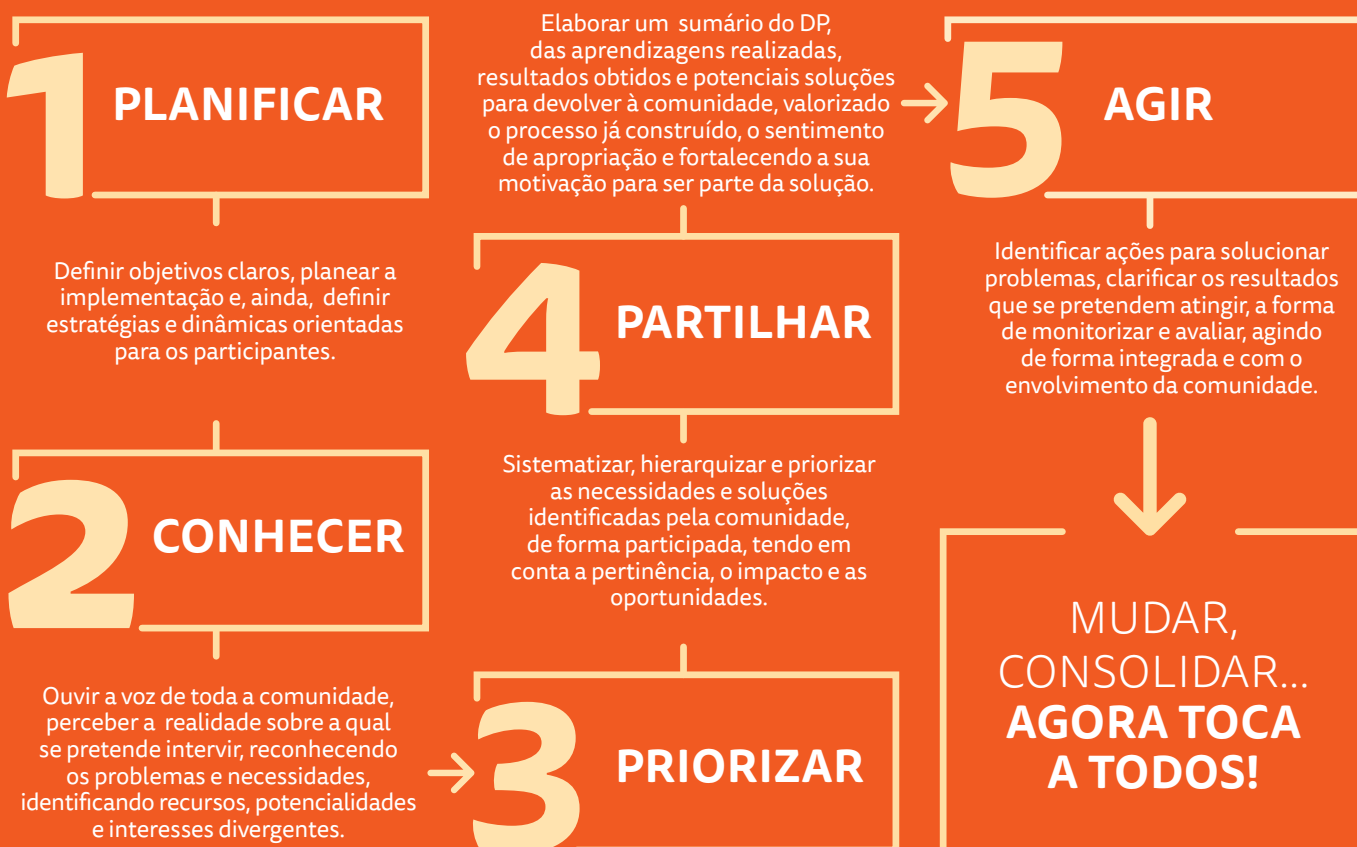 1
PLANIFICAR
Definir objetivos claros, planear a
implementação e, ainda, definir
estratégias e dinâmicas orientadas
para os participantes.
2
CONHECER
Ouvir a voz de toda a comunidade,
perceber a realidade sobre a qual
se pretende intervir, reconhecendo
os problemas e necessidades,
identificando recursos, potencialidades
e interesses divergentes.
3
PRIORIZAR
Sistematizar, hierarquizar e priorizar
as necessidades e soluções
identificadas pela comunidade,
de forma participada, tendo em
conta a pertinência, o impacto e as
oportunidades.
4
PARTILHAR
Elaborar um sumário do DP,
das aprendizagens realizadas,
resultados obtidos e potenciais soluções
para devolver à comunidade, valorizado
o processo já construído, o sentimento
de apropriação e fortalecendo a sua
motivação para ser parte da solução.
5
AGIR
Identificar ações para solucionar
problemas, clarificar os resultados
que se pretendem atingir, a forma
de monitorizar e avaliar, agindo
de forma integrada e com o
envolvimento da comunidade.
MUDAR,
CONSOLIDAR...
AGORA TOCA
A TODOS!